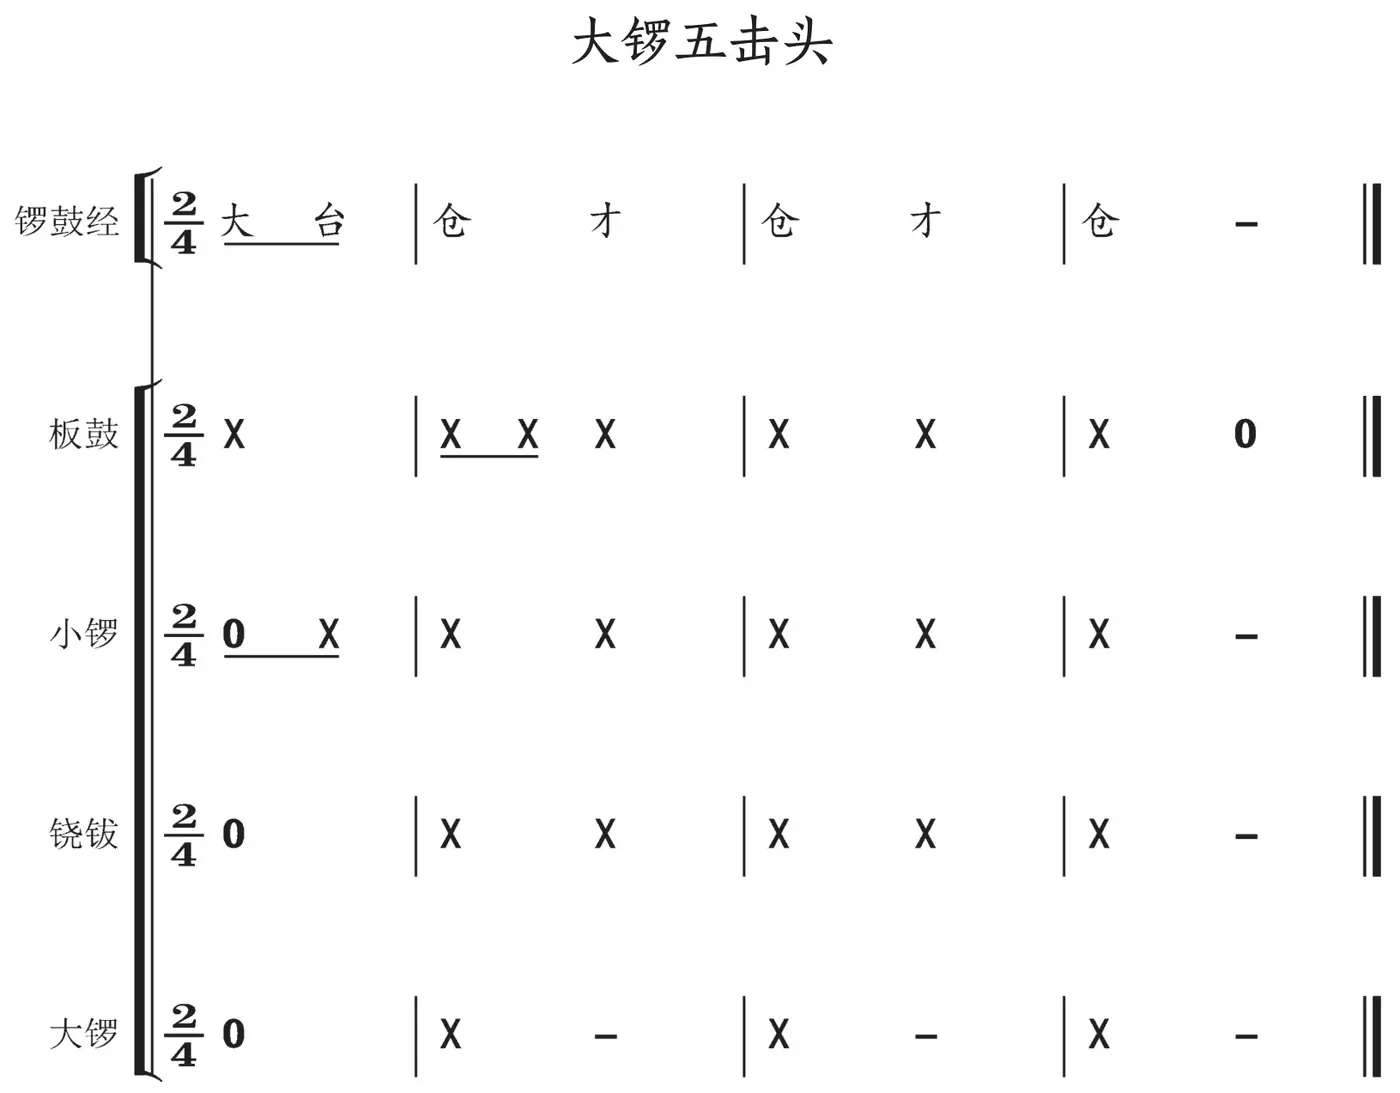 大锣五击头
锣鼓经 2/4 大 台 | 仓 才 | 仓 才 | 仓 –
板鼓 2/4 X | X X X | X X | X 0
小锣 2/4 0 X | X X | X X | X –
铙钹 2/4 0 | X X | X X | X –
大锣 2/4 0 | X – | X – | X –